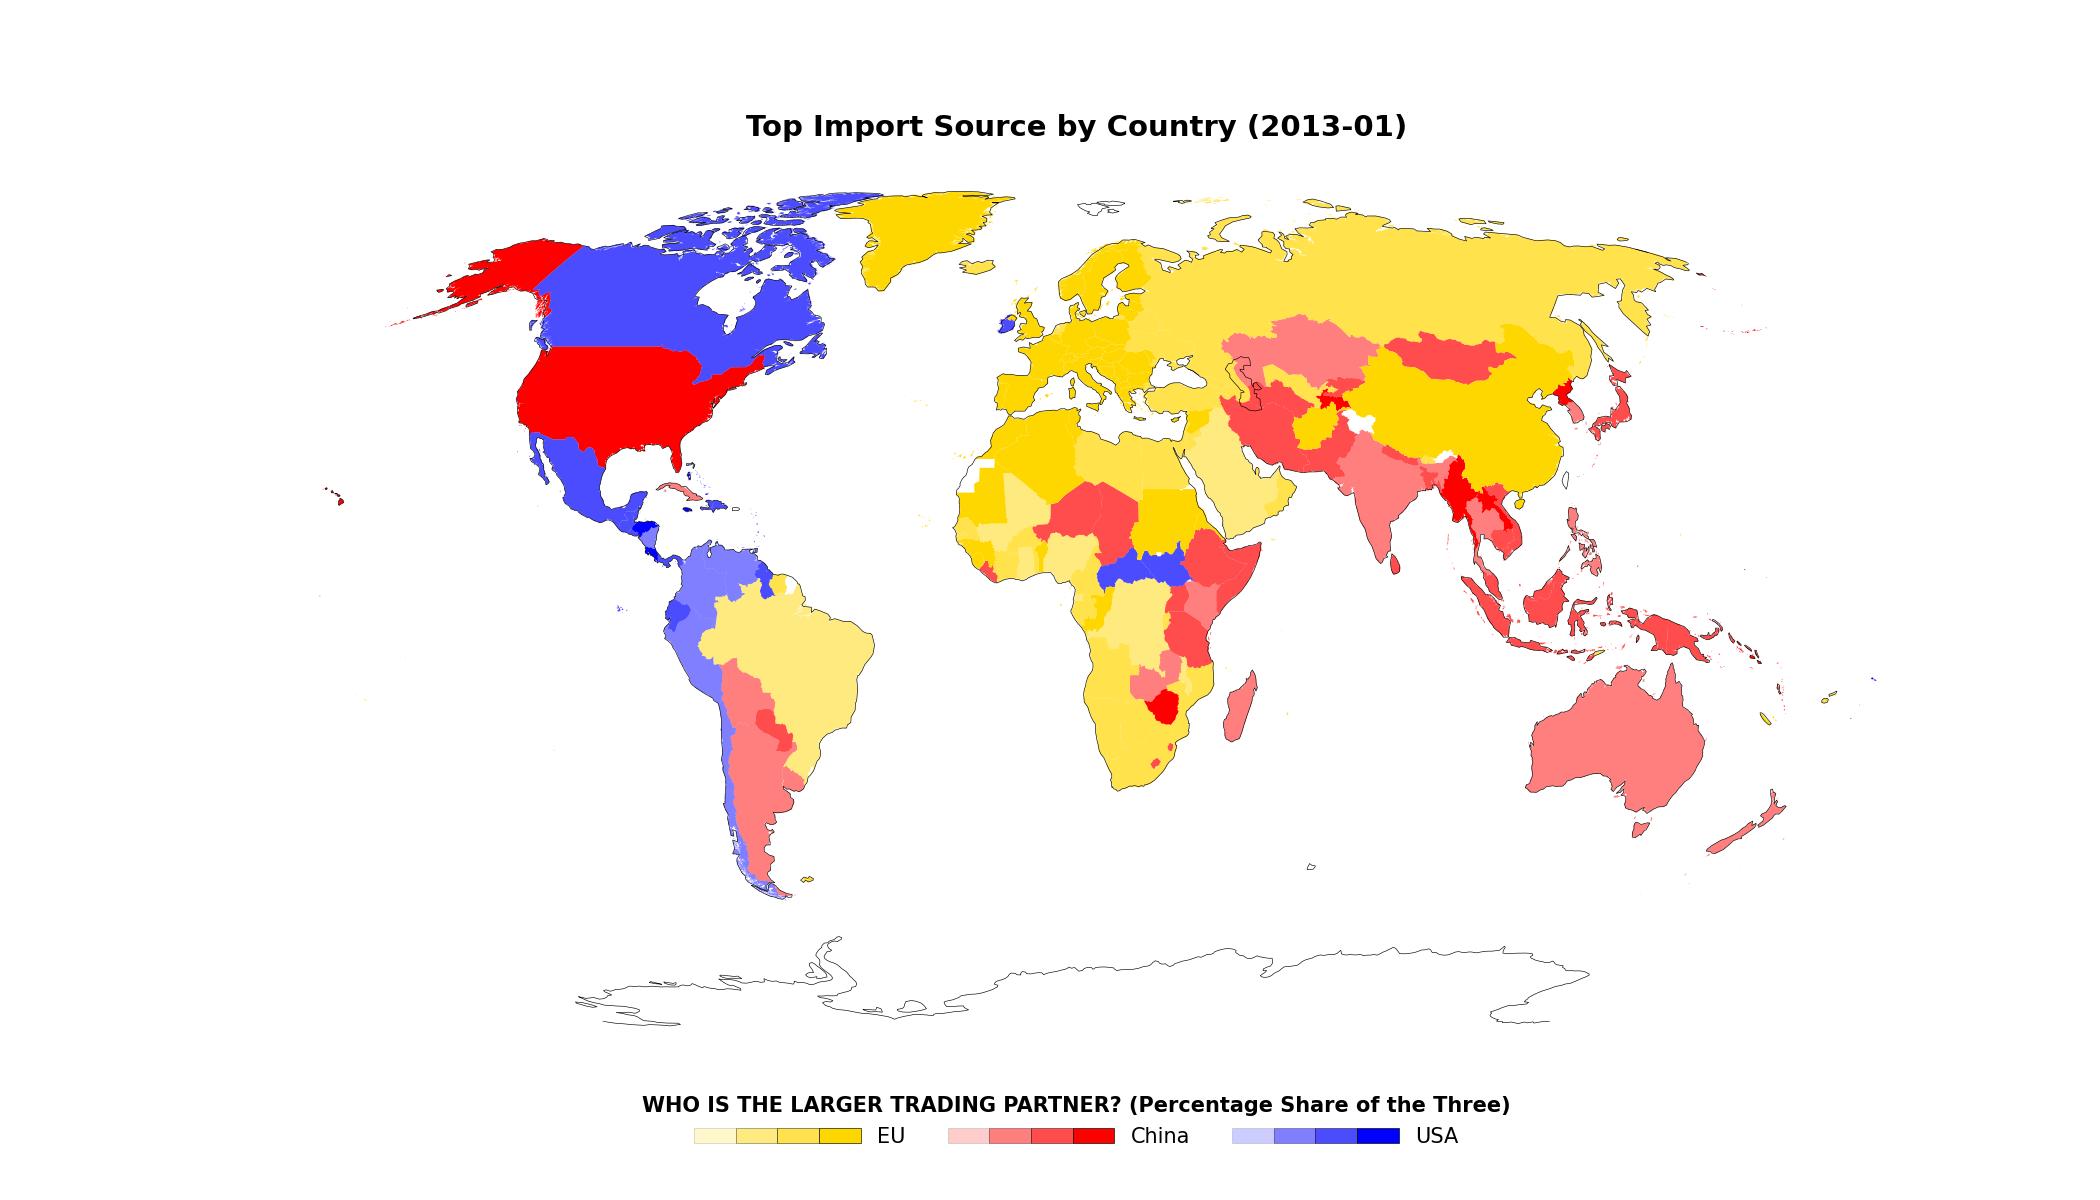 Top Import Source by Country (2013-01)
WHO IS THE LARGER TRADING PARTNER? (Percentage Share of the Three)
EU China USA